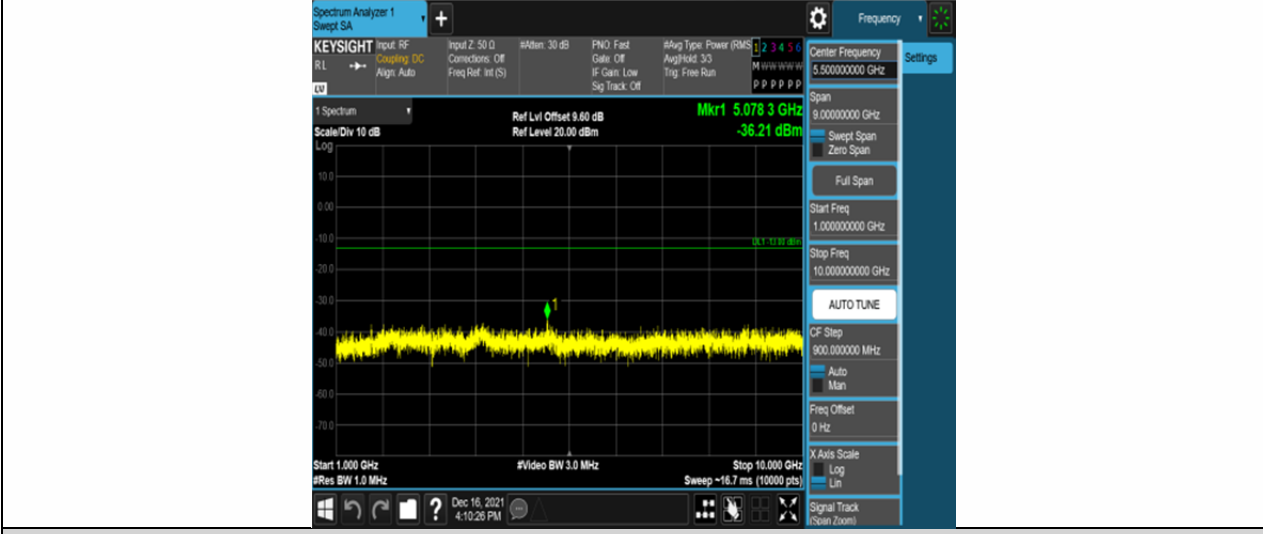 Spectrum Analyzer 1
Swept SA
+
Frequency
KEYSIGHT
RL
LXI
Input: RF
Coupling: DC
Align: Auto
Input Z: 50 Ω
Corrections: Off
Freq Ref: Int (S)
#Atten: 30 dB
PNO: Fast
Gate: Off
IF Gain: Low
Sig Track: Off
#Avg Type: Power (RMS
Avg|Hold: 3/3
Trig: Free Run
1 2 3 4 5 6
M W W W W W
P P P P P P
1 Spectrum
Scale/Div 10 dB
Log
Ref Lvl Offset 9.60 dB
Ref Level 20.00 dBm
Mkr1 5.078 3 GHz
-36.21 dBm
10.0
0.00
-10.0
DL1 -13.00 dBm
-20.0
-30.0
1
-40.0
-50.0
-60.0
-70.0
Start 1.000 GHz
#Res BW 1.0 MHz
#Video BW 3.0 MHz
Stop 10.000 GHz
Sweep ~16.7 ms (10000 pts)
?
Dec 16, 2021
4:10:26 PM
Center Frequency
5.500000000 GHz
Settings
Span
9.00000000 GHz
Swept Span
Zero Span
Full Span
Start Freq
1.000000000 GHz
Stop Freq
10.000000000 GHz
AUTO TUNE
CF Step
900.000000 MHz
Auto
Man
Freq Offset
0 Hz
X Axis Scale
Log
Lin
Signal Track
(Span Zoom)